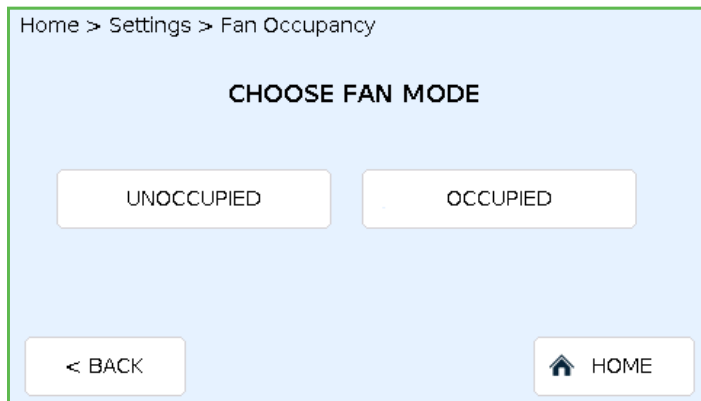 Home > Settings > Fan Occupancy
CHOOSE FAN MODE
UNOCCUPIED OCCUPIED
< BACK HOME